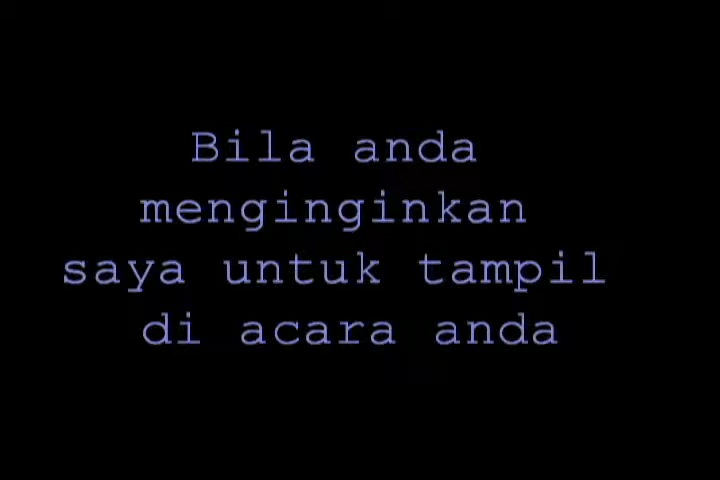 Bila anda
menginginkan
saya untuk tampil
di acara anda